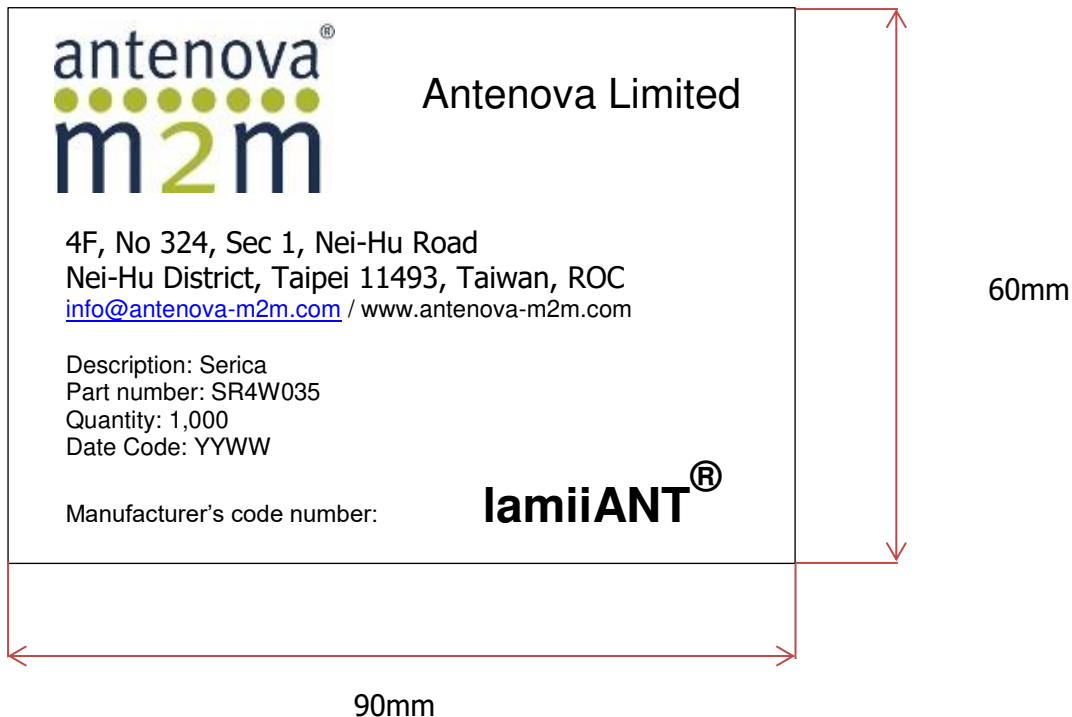 antenova®
m2m
Antenova Limited
4F, No 324, Sec 1, Nei-Hu Road
Nei-Hu District, Taipei 11493, Taiwan, ROC
info@antenova-m2m.com / www.antenova-m2m.com
60mm
Description: Serica
Part number: SR4W035
Quantity: 1,000
Date Code: YYWW
Manufacturer’s code number:
lamiiANT®
90mm